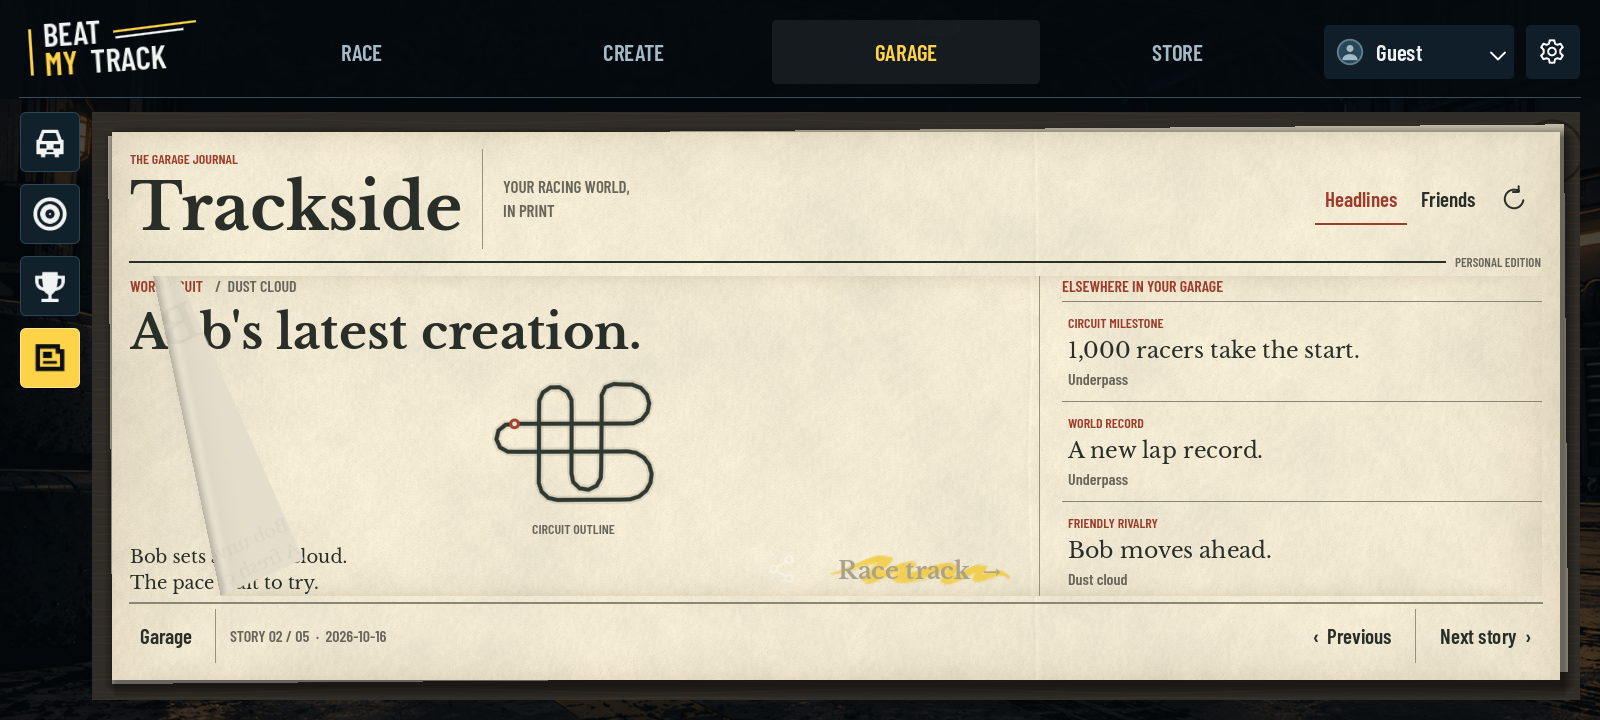 BEAT
MY TRACK
RACE
CREATE
GARAGE
STORE
Guest
THE GARAGE JOURNAL
Trackside
YOUR RACING WORLD,
IN PRINT
Headlines
Friends
PERSONAL EDITION
/ DUST CLOUD
b's latest creation.
CIRCUIT OUTLINE
Bob sets
The pace to try.
Race track →
ELSEWHERE IN YOUR GARAGE
CIRCUIT MILESTONE
1,000 racers take the start.
Underpass
WORLD RECORD
A new lap record.
Underpass
FRIENDLY RIVALRY
Bob moves ahead.
Dust cloud
Garage
STORY 02 / 05 · 2026-10-16
‹ Previous
Next story ›